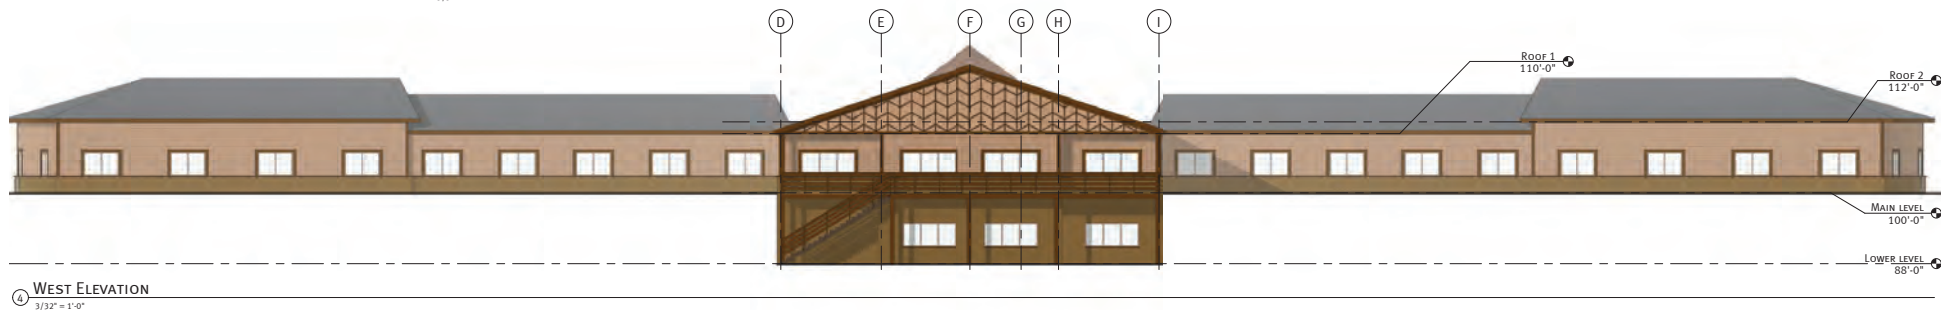 D E F G H I
ROOF 1
110'-0"
ROOF 2
112'-0"
MAIN LEVEL
100'-0"
LOWER LEVEL
88'-0"
4 WEST ELEVATION
3/32" = 1'-0"